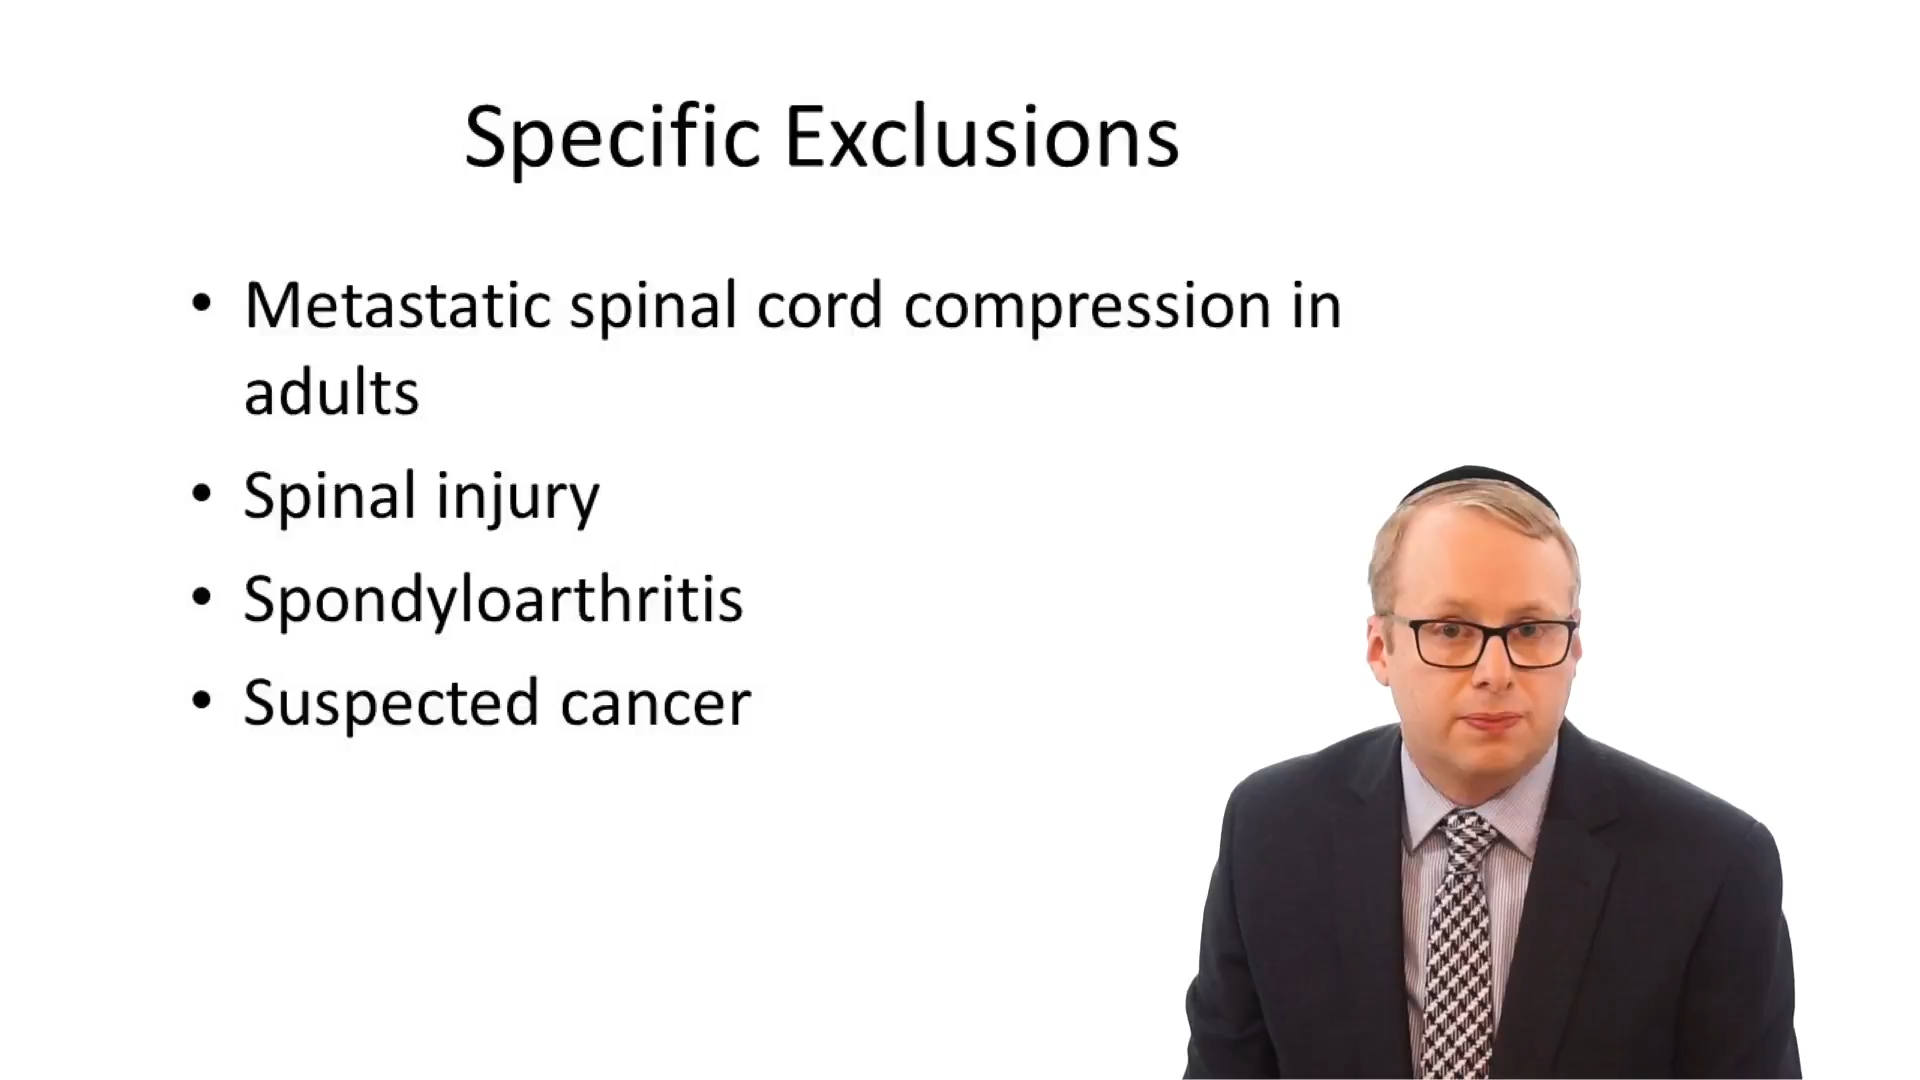 Specific Exclusions
• Metastatic spinal cord compression in
adults
• Spinal injury
• Spondyloarthritis
• Suspected cancer